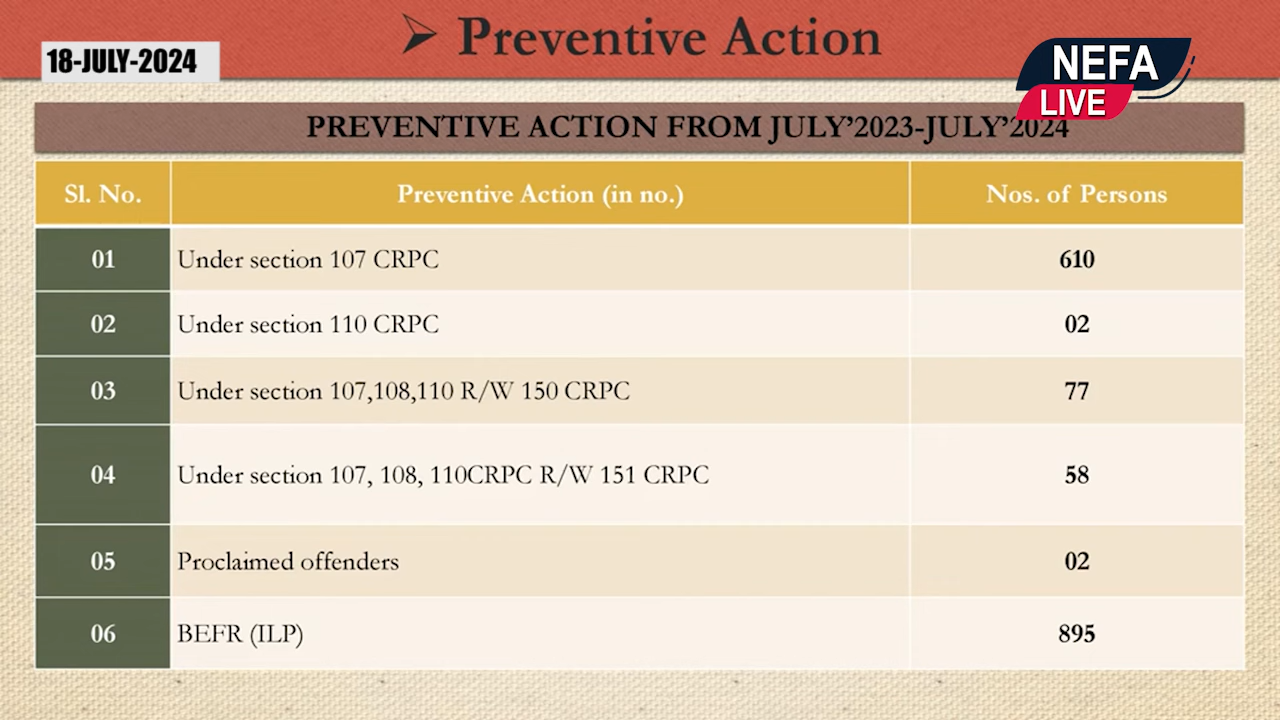 ➢ Preventive Action
18-JULY-2024
NEFA
LIVE
PREVENTIVE ACTION FROM JULY'2023-JULY'2024
Sl. No. Preventive Action (in no.) Nos. of Persons
01 Under section 107 CRPC 610
02 Under section 110 CRPC 02
03 Under section 107,108,110 R/W 150 CRPC 77
04 Under section 107, 108, 110CRPC R/W 151 CRPC 58
05 Proclaimed offenders 02
06 BEFR (ILP) 895